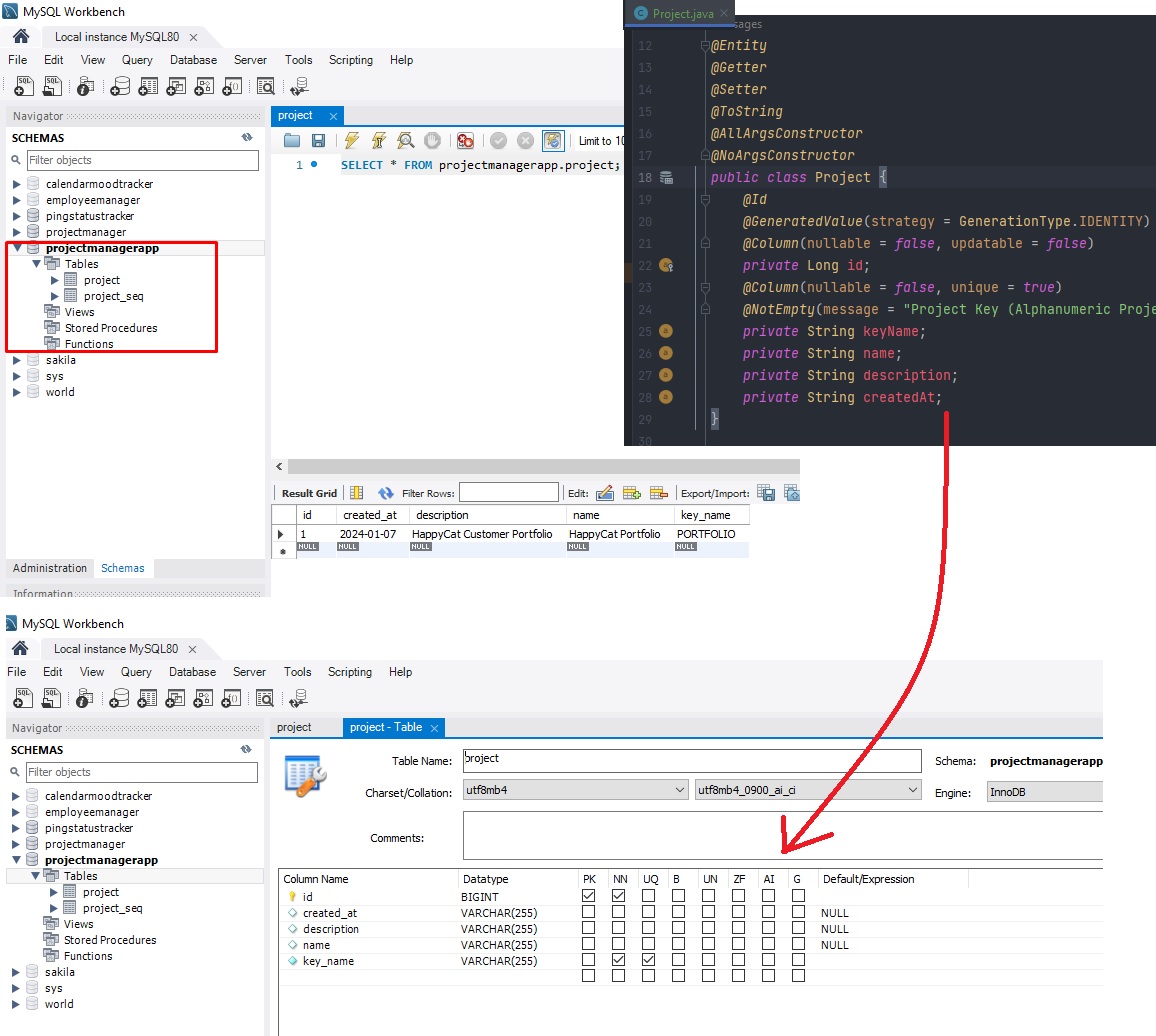 MySQL Workbench
Local instance MySQL80
File Edit View Query Database Server Tools Scripting Help
Navigator
SCHEMAS
Filter objects
calendarmoodtracker
employeemanager
pingstatustracker
projectmanager
projectmanagerapp
Tables
project
project_seq
Views
Stored Procedures
Functions
sakila
sys
world
Administration Schemas
Information
project
Limit to 10
1 SELECT * FROM projectmanagerapp.project;
Result Grid Filter Rows: Edit: Export/Import:
id created_at description name key_name
1 2024-01-07 HappyCat Customer Portfolio HappyCat Portfolio PORTFOLIO
NULL NULL NULL NULL NULL
Project.java
sages
12 @Entity
13 @Getter
14 @Setter
15 @ToString
16 @AllArgsConstructor
17 @NoArgsConstructor
18 public class Project {
19 @Id
20 @GeneratedValue(strategy = GenerationType.IDENTITY)
21 @Column(nullable = false, updatable = false)
22 private Long id;
23 @Column(nullable = false, unique = true)
24 @NotEmpty(message = "Project Key (Alphanumeric Proje
25 private String keyName;
26 private String name;
27 private String description;
28 private String createdAt;
29 }
30
MySQL Workbench
Local instance MySQL80
File Edit View Query Database Server Tools Scripting Help
Navigator
SCHEMAS
Filter objects
calendarmoodtracker
employeemanager
pingstatustracker
projectmanager
projectmanagerapp
Tables
project
project_seq
Views
Stored Procedures
Functions
sakila
sys
world
project project - Table
Table Name: project Schema: projectmanagerapp
Charset/Collation: utf8mb4 utf8mb4_0900_ai_ci Engine: InnoDB
Comments:
Column Name Datatype PK NN UQ B UN ZF AI G Default/Expression
id BIGINT
created_at VARCHAR(255) NULL
description VARCHAR(255) NULL
name VARCHAR(255) NULL
key_name VARCHAR(255)